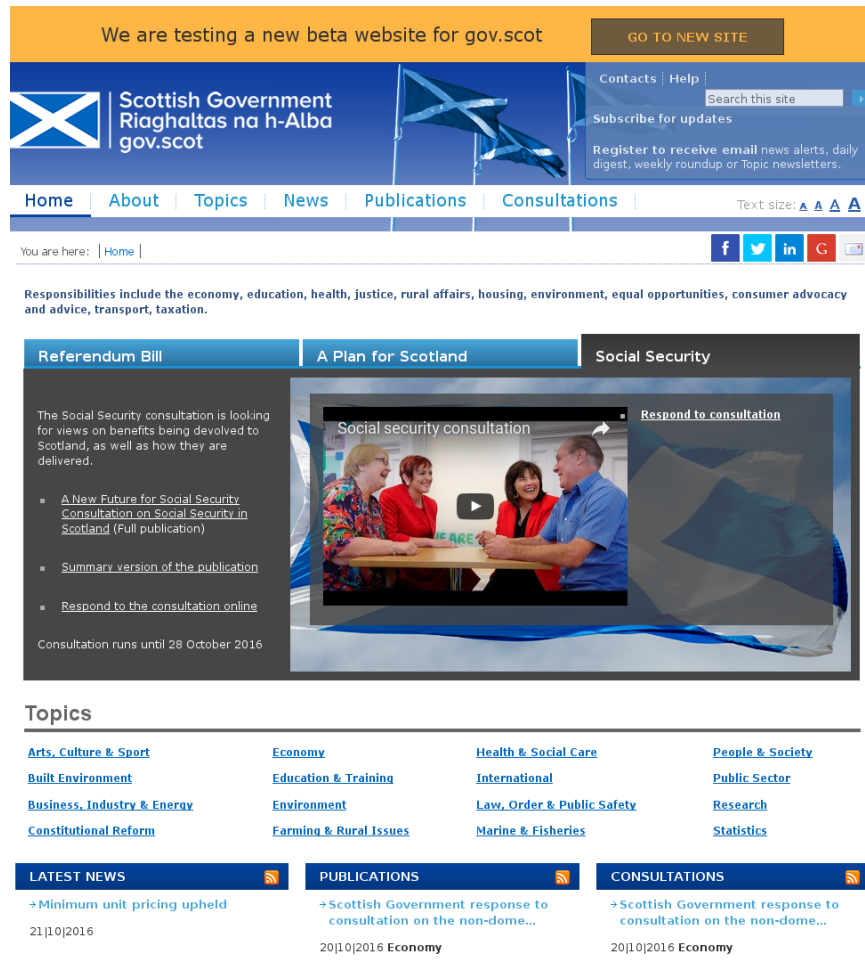 We are testing a new beta website for gov.scot
GO TO NEW SITE
Contacts
Help
Search this site
Scottish Government
Riaghaltas na h-Alba
gov.scot
Subscribe for updates
Register to receive email news alerts, daily
digest, weekly roundup or Topic newsletters.
Home
About
Topics
News
Publications
Consultations
Text size: A A A A
You are here: | Home |
f
in
G
Responsibilities include the economy, education, health, justice, rural affairs, housing, environment, equal opportunities, consumer advocacy
and advice, transport, taxation.
Referendum Bill
A Plan for Scotland
Social Security
The Social Security consultation is looking
for views on benefits being devolved to
Scotland, as well as how they are
delivered.
A New Future for Social Security
Consultation on Social Security in
Scotland (Full publication)
Summary version of the publication
Respond to the consultation online
Consultation runs until 28 October 2016
Social security consultation
WE ARE
Respond to consultation
Topics
Arts, Culture & Sport
Built Environment
Business, Industry & Energy
Constitutional Reform
Economy
Education & Training
Environment
Farming & Rural Issues
Health & Social Care
International
Law, Order & Public Safety
Marine & Fisheries
People & Society
Public Sector
Research
Statistics
LATEST NEWS
Minimum unit pricing upheld
21|10|2016
PUBLICATIONS
Scottish Government response to
consultation on the non-dome...
20|10|2016 Economy
CONSULTATIONS
Scottish Government response to
consultation on the non-dome...
20|10|2016 Economy